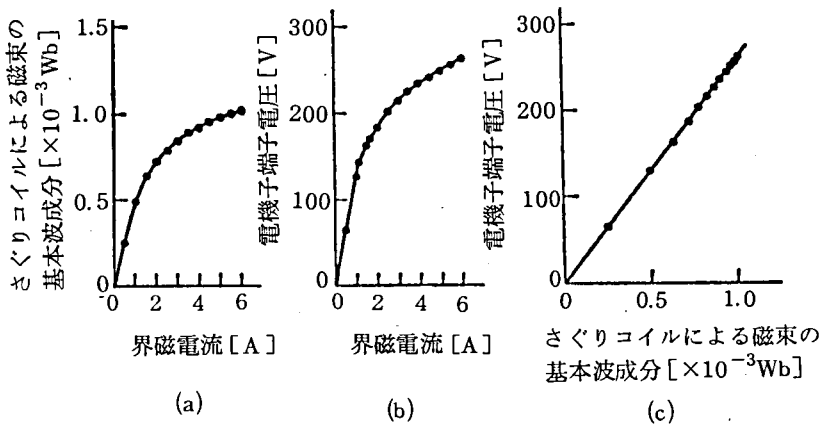 さぐりコイルによる磁束の
基本波成分[×10⁻³Wb]
1.5
1.0
0.5
0
0 2 4 6
界磁電流[A]
(a)
電機子端子電圧[V]
300
200
100
0
0 2 4 6
界磁電流[A]
(b)
電機子端子電圧[V]
300
200
100
0
0 0.5 1.0
さぐりコイルによる磁束の
基本波成分[×10⁻³Wb]
(c)